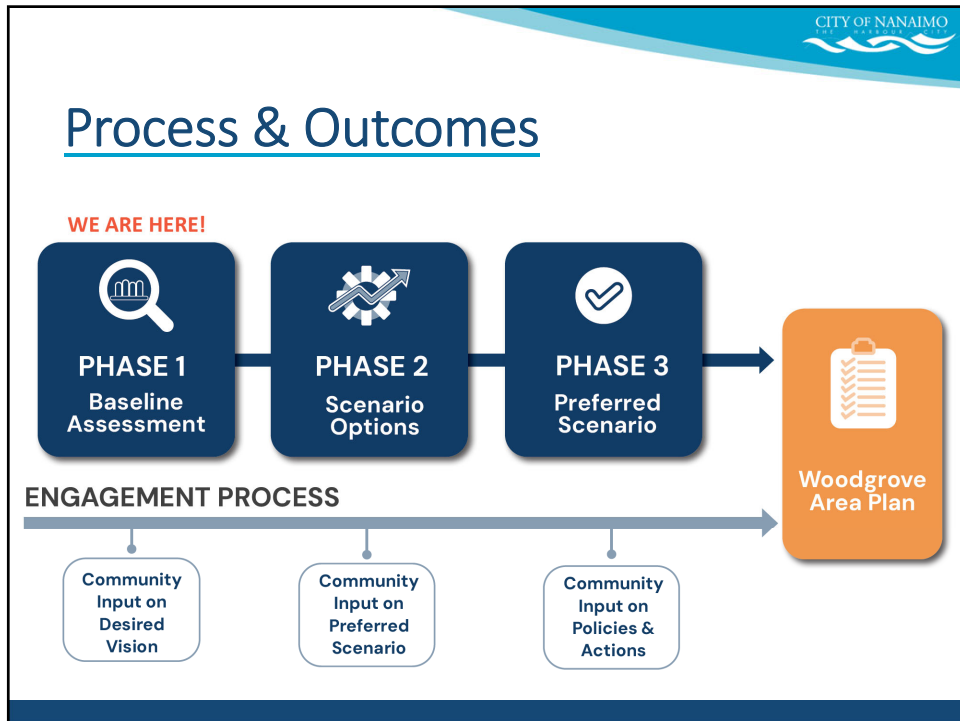 CITY OF NANAIMO
THE HARBOUR CITY
Process & Outcomes
WE ARE HERE!
PHASE 1
Baseline
Assessment
PHASE 2
Scenario
Options
PHASE 3
Preferred
Scenario
Woodgrove
Area Plan
ENGAGEMENT PROCESS
Community
Input on
Desired
Vision
Community
Input on
Preferred
Scenario
Community
Input on
Policies &
Actions